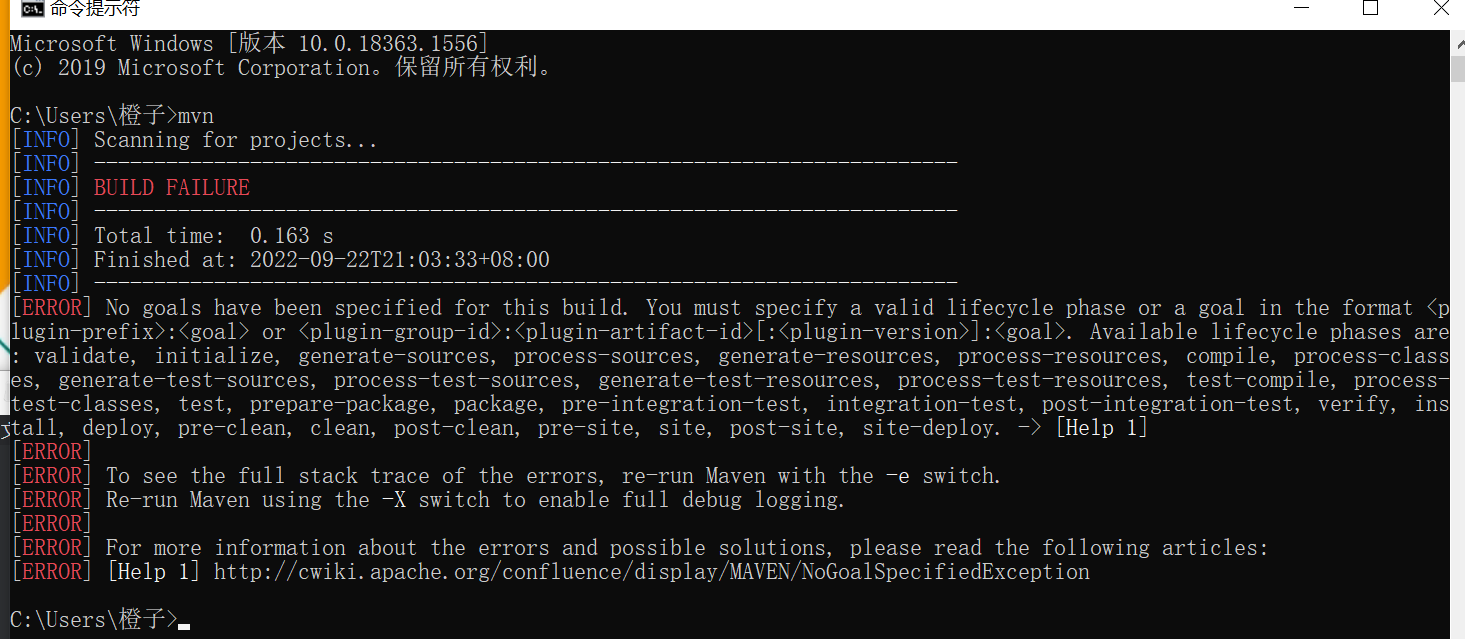 命令提示符
Microsoft Windows [版本 10.0.18363.1556]
(c) 2019 Microsoft Corporation。保留所有权利。
C:\Users\橙子>mvn
[INFO] Scanning for projects...
[INFO] ------------------------------------------------------------------------
[INFO] BUILD FAILURE
[INFO] ------------------------------------------------------------------------
[INFO] Total time:  0.163 s
[INFO] Finished at: 2022-09-22T21:03:33+08:00
[INFO] ------------------------------------------------------------------------
[ERROR] No goals have been specified for this build. You must specify a valid lifecycle phase or a goal in the format <p
lugin-prefix>:<goal> or <plugin-group-id>:<plugin-artifact-id>[:<plugin-version>]:<goal>. Available lifecycle phases are
: validate, initialize, generate-sources, process-sources, generate-resources, process-resources, compile, process-class
es, generate-test-sources, process-test-sources, generate-test-resources, process-test-resources, test-compile, process-
test-classes, test, prepare-package, package, pre-integration-test, integration-test, post-integration-test, verify, ins
tall, deploy, pre-clean, clean, post-clean, pre-site, site, post-site, site-deploy. -> [Help 1]
[ERROR]
[ERROR] To see the full stack trace of the errors, re-run Maven with the -e switch.
[ERROR] Re-run Maven using the -X switch to enable full debug logging.
[ERROR]
[ERROR] For more information about the errors and possible solutions, please read the following articles:
[ERROR] [Help 1] http://cwiki.apache.org/confluence/display/MAVEN/NoGoalSpecifiedException
C:\Users\橙子>